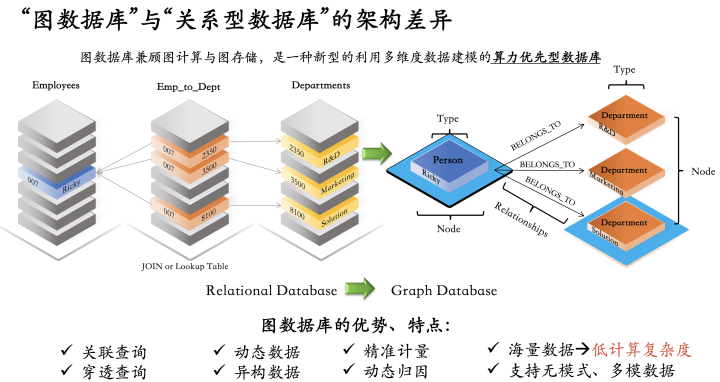 “图数据库”与“关系型数据库”的架构差异
图数据库兼顾图计算与图存储，是一种新型的利用多维度数据建模的算力优先型数据库
Employees
Emp_to_Dept
Departments
007
Ricky
007
2350
007
3500
007
8100
2350
R&D
3500
Marketing
8100
Solution
JOIN or Lookup Table
Type
Person
Ricky
Node
BELONGS_TO
BELONGS_TO
BELONGS_TO
Relationships
Type
Department
R&D
Department
Marketing
Department
Solution
Node
Relational Database
Graph Database
图数据库的优势、特点：
✓ 关联查询
✓ 动态数据
✓ 精准计量
✓ 海量数据→低计算复杂度
✓ 穿透查询
✓ 异构数据
✓ 动态归因
✓ 支持无模式、多模数据